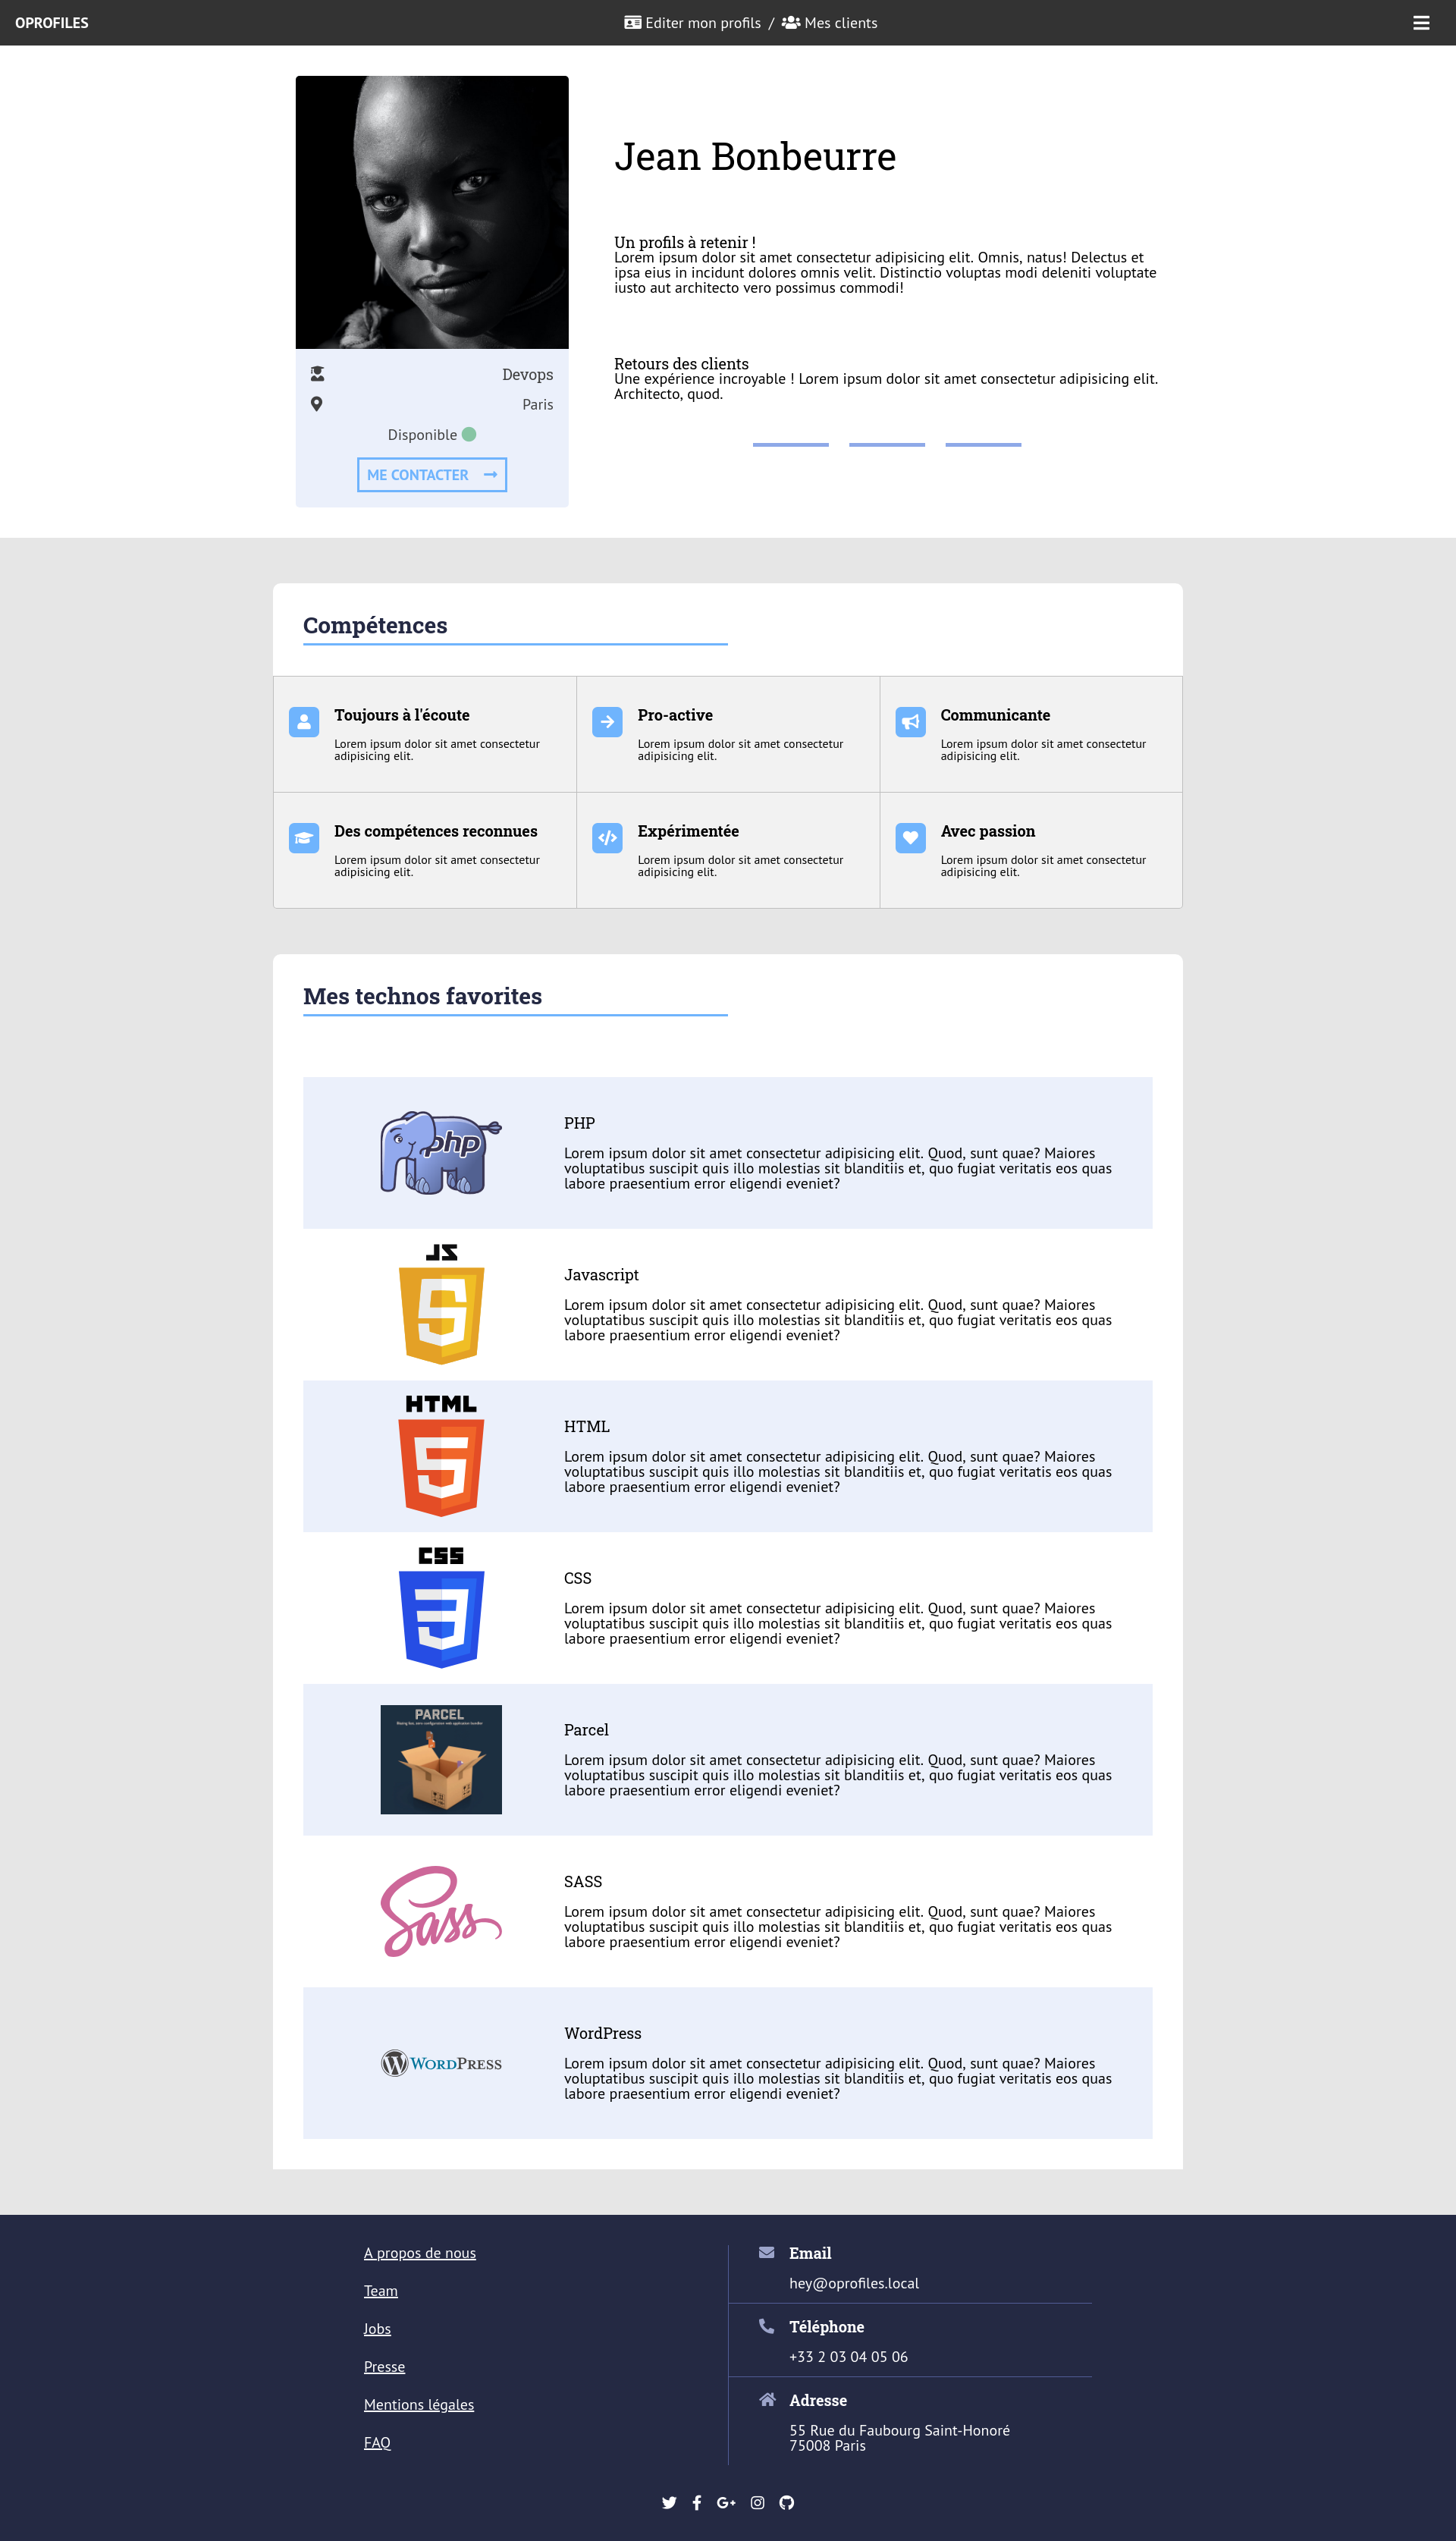 OPROFILES
Editer mon profils / Mes clients
Jean Bonbeurre
Un profils à retenir !
Lorem ipsum dolor sit amet consectetur adipisicing elit. Omnis, natus! Delectus et
ipsa eius in incidunt dolores omnis velit. Distinctio voluptas modi deleniti voluptate
iusto aut architecto vero possimus commodi!
Retours des clients
Une expérience incroyable ! Lorem ipsum dolor sit amet consectetur adipisicing elit.
Architecto, quod.
Devops
Paris
Disponible
ME CONTACTER
Compétences
Toujours à l'écoute
Lorem ipsum dolor sit amet consectetur
adipisicing elit.
Pro-active
Lorem ipsum dolor sit amet consectetur
adipisicing elit.
Communicante
Lorem ipsum dolor sit amet consectetur
adipisicing elit.
Des compétences reconnues
Lorem ipsum dolor sit amet consectetur
adipisicing elit.
Expérimentée
Lorem ipsum dolor sit amet consectetur
adipisicing elit.
Avec passion
Lorem ipsum dolor sit amet consectetur
adipisicing elit.
Mes technos favorites
php
PHP
Lorem ipsum dolor sit amet consectetur adipisicing elit. Quod, sunt quae? Maiores
voluptatibus suscipit quis illo molestias sit blanditiis et, quo fugiat veritatis eos quas
labore praesentium error eligendi eveniet?
JS
Javascript
Lorem ipsum dolor sit amet consectetur adipisicing elit. Quod, sunt quae? Maiores
voluptatibus suscipit quis illo molestias sit blanditiis et, quo fugiat veritatis eos quas
labore praesentium error eligendi eveniet?
HTML
5
HTML
Lorem ipsum dolor sit amet consectetur adipisicing elit. Quod, sunt quae? Maiores
voluptatibus suscipit quis illo molestias sit blanditiis et, quo fugiat veritatis eos quas
labore praesentium error eligendi eveniet?
CSS
3
CSS
Lorem ipsum dolor sit amet consectetur adipisicing elit. Quod, sunt quae? Maiores
voluptatibus suscipit quis illo molestias sit blanditiis et, quo fugiat veritatis eos quas
labore praesentium error eligendi eveniet?
PARCEL
Parcel
Lorem ipsum dolor sit amet consectetur adipisicing elit. Quod, sunt quae? Maiores
voluptatibus suscipit quis illo molestias sit blanditiis et, quo fugiat veritatis eos quas
labore praesentium error eligendi eveniet?
Sass
SASS
Lorem ipsum dolor sit amet consectetur adipisicing elit. Quod, sunt quae? Maiores
voluptatibus suscipit quis illo molestias sit blanditiis et, quo fugiat veritatis eos quas
labore praesentium error eligendi eveniet?
WORDPRESS
WordPress
Lorem ipsum dolor sit amet consectetur adipisicing elit. Quod, sunt quae? Maiores
voluptatibus suscipit quis illo molestias sit blanditiis et, quo fugiat veritatis eos quas
labore praesentium error eligendi eveniet?
A propos de nous
Team
Jobs
Presse
Mentions légales
FAQ
Email
hey@oprofiles.local
Téléphone
+33 2 03 04 05 06
Adresse
55 Rue du Faubourg Saint-Honoré
75008 Paris